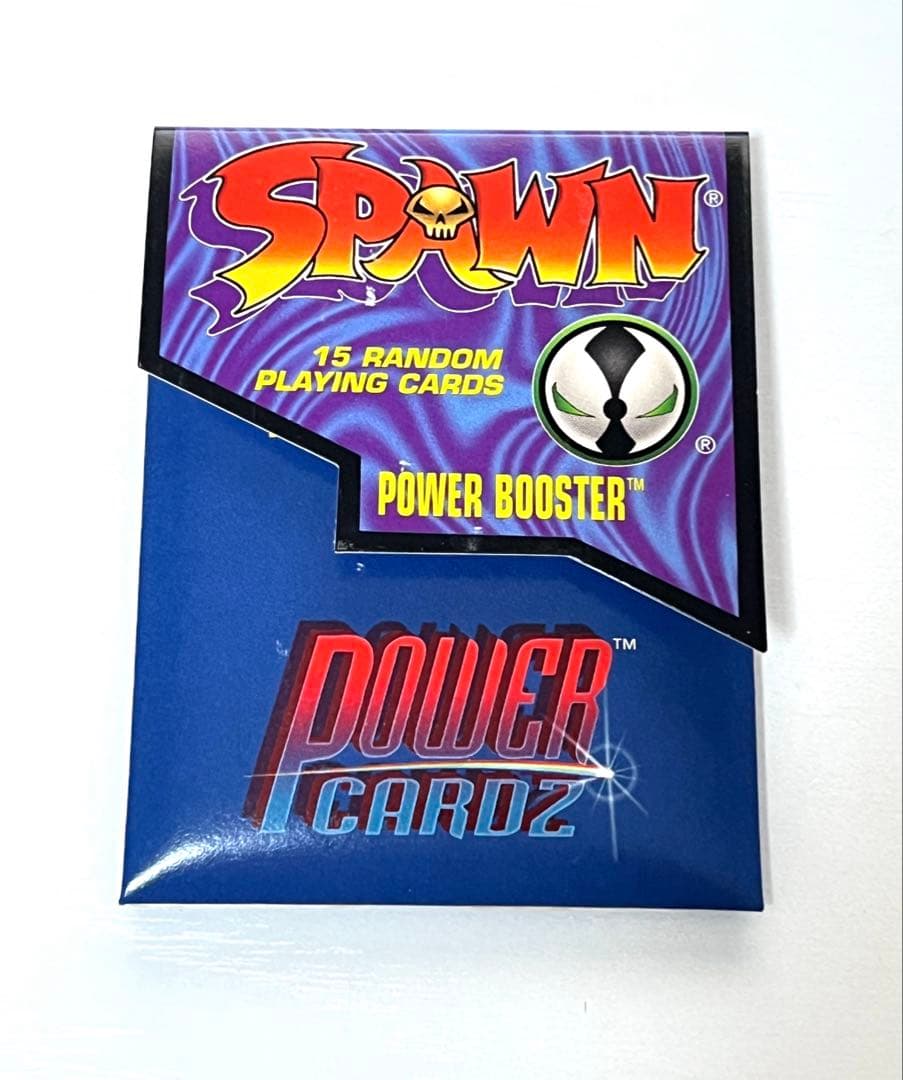 SPAWN®
15 RANDOM
PLAYING CARDS
®
POWER BOOSTER™
POWER™
CARDZ